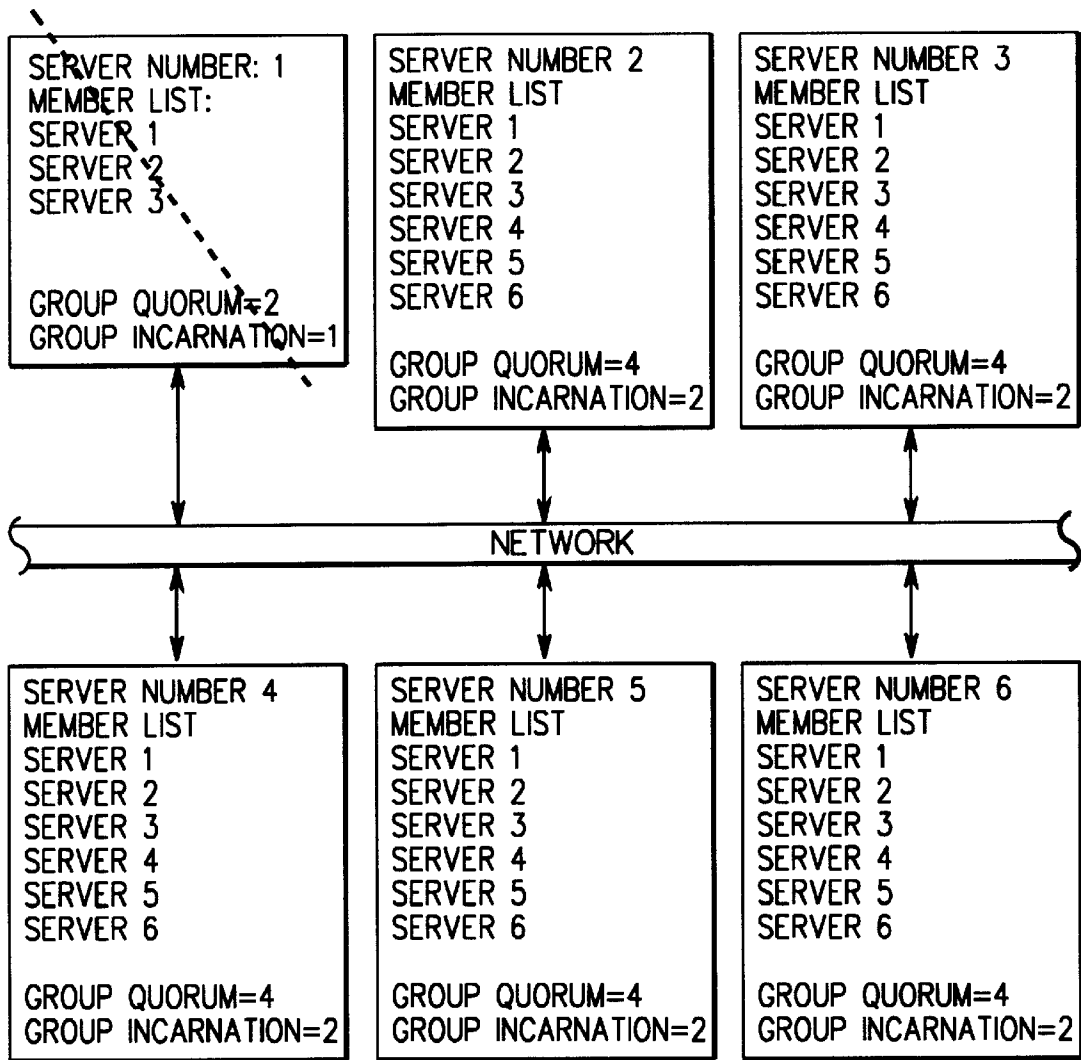 SERVER NUMBER: 1
MEMBER LIST:
SERVER 1
SERVER 2
SERVER 3
GROUP QUORUM=2
GROUP INCARNATION=1
SERVER NUMBER 2
MEMBER LIST
SERVER 1
SERVER 2
SERVER 3
SERVER 4
SERVER 5
SERVER 6
GROUP QUORUM=4
GROUP INCARNATION=2
SERVER NUMBER 3
MEMBER LIST
SERVER 1
SERVER 2
SERVER 3
SERVER 4
SERVER 5
SERVER 6
GROUP QUORUM=4
GROUP INCARNATION=2
NETWORK
SERVER NUMBER 4
MEMBER LIST
SERVER 1
SERVER 2
SERVER 3
SERVER 4
SERVER 5
SERVER 6
GROUP QUORUM=4
GROUP INCARNATION=2
SERVER NUMBER 5
MEMBER LIST
SERVER 1
SERVER 2
SERVER 3
SERVER 4
SERVER 5
SERVER 6
GROUP QUORUM=4
GROUP INCARNATION=2
SERVER NUMBER 6
MEMBER LIST
SERVER 1
SERVER 2
SERVER 3
SERVER 4
SERVER 5
SERVER 6
GROUP QUORUM=4
GROUP INCARNATION=2